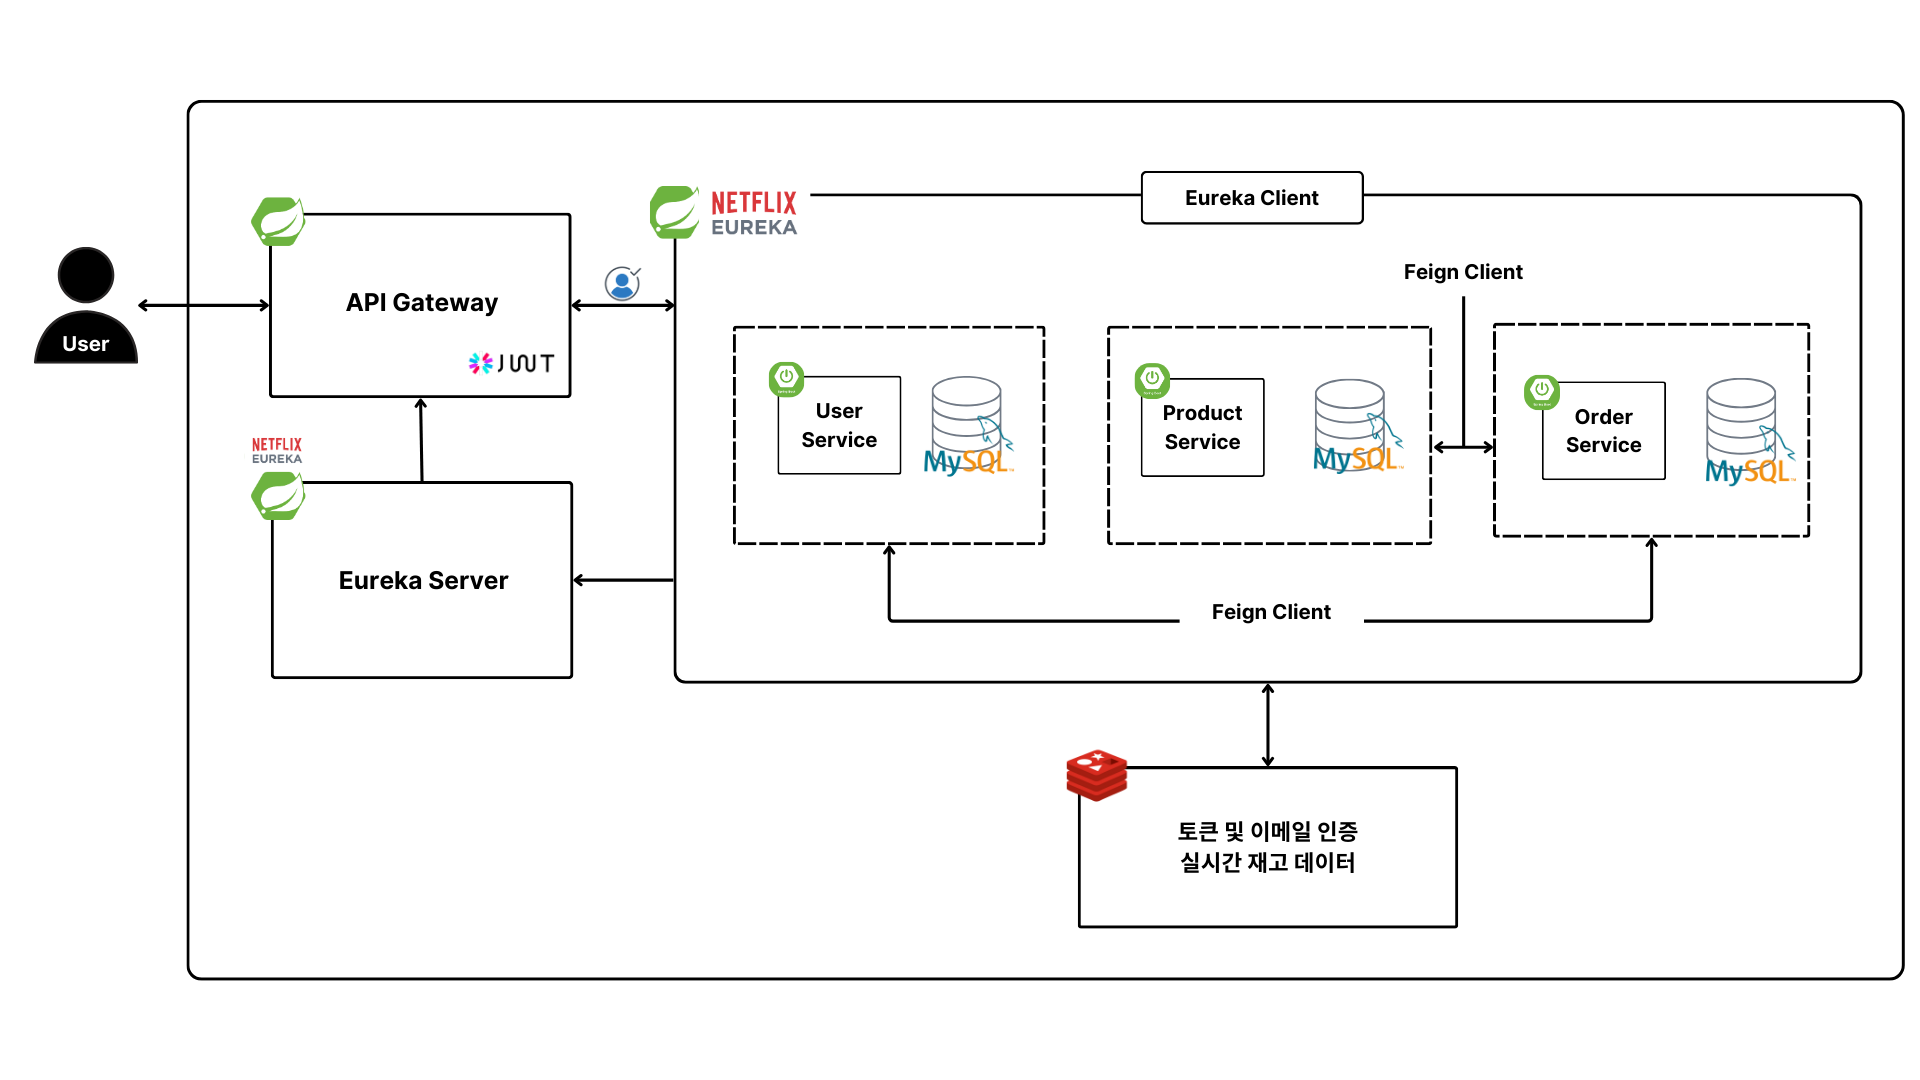 Eureka Client
NETFLIX
EUREKA
Feign Client
API Gateway
User
JWT
User
Service
MySQL
Product
Service
MySQL
Order
Service
MySQL
NETFLIX
EUREKA
Eureka Server
Feign Client
토큰 및 이메일 인증
실시간 재고 데이터